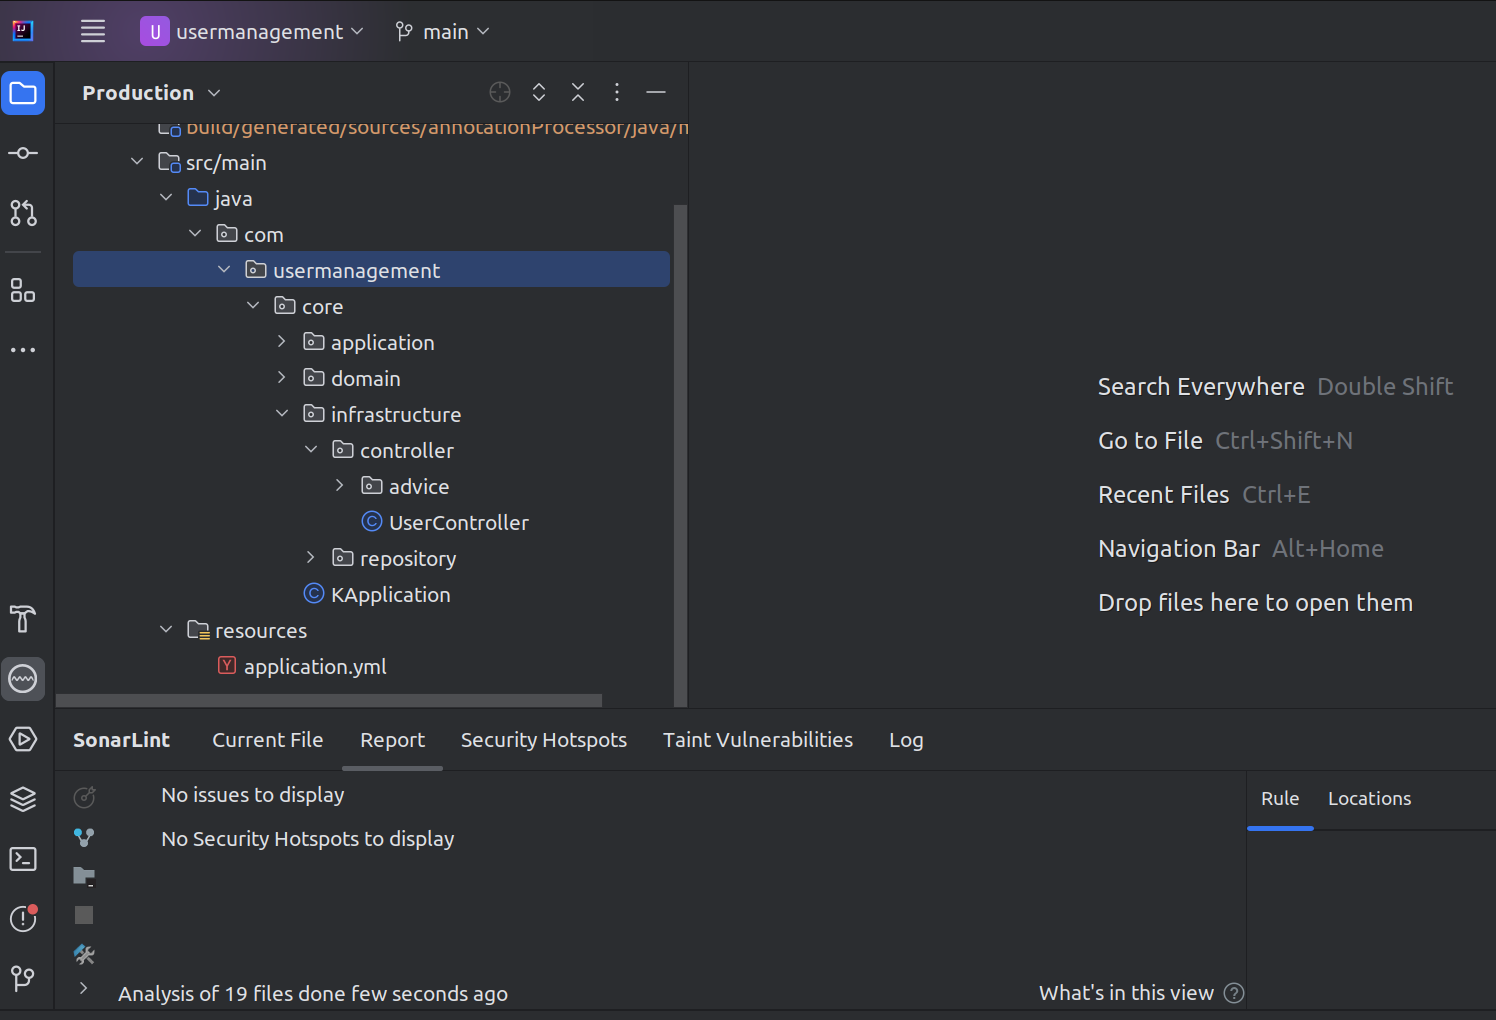 IJ
U usermanagement main
Production
build/generated/sources/annotationProcessor/java/
src/main
java
com
usermanagement
core
application
domain
infrastructure
controller
advice
C UserController
repository
C KApplication
resources
Y application.yml
Search Everywhere Double Shift
Go to File Ctrl+Shift+N
Recent Files Ctrl+E
Navigation Bar Alt+Home
Drop files here to open them
SonarLint Current File Report Security Hotspots Taint Vulnerabilities Log
No issues to display
No Security Hotspots to display
Rule Locations
Analysis of 19 files done few seconds ago
What's in this view ?